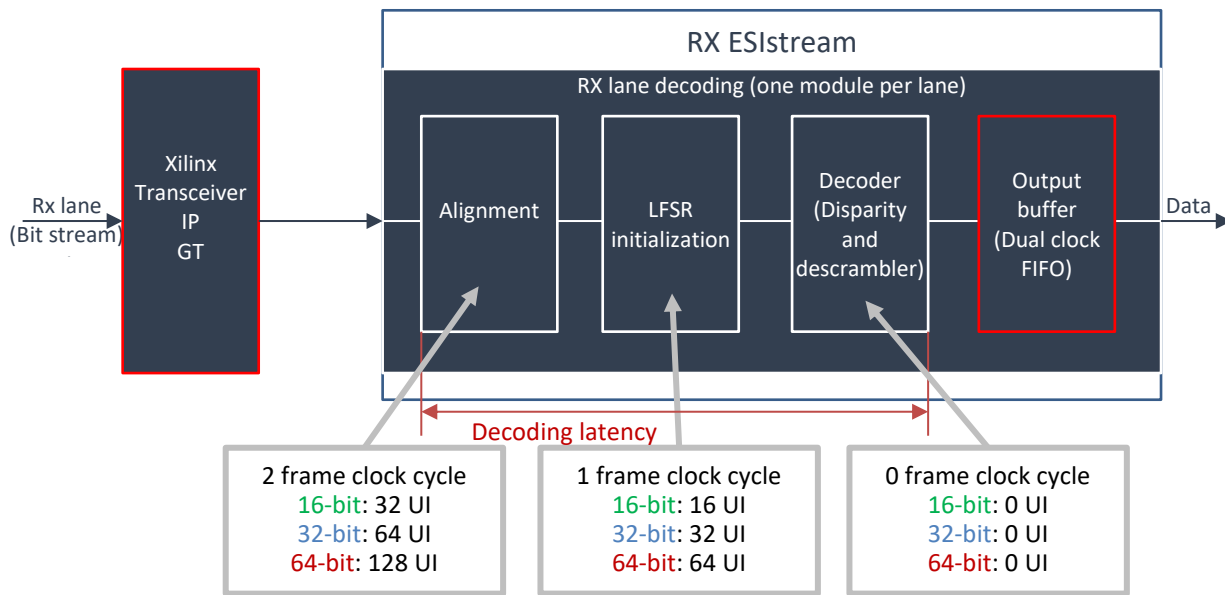 RX ESIstream
RX lane decoding (one module per lane)
Xilinx
Transceiver
IP
GT
Rx lane
(Bit stream)
Alignment
LFSR
initialization
Decoder
(Disparity
and
descrambler)
Output
buffer
(Dual clock
FIFO)
Data
Decoding latency
2 frame clock cycle
16-bit: 32 UI
32-bit: 64 UI
64-bit: 128 UI
1 frame clock cycle
16-bit: 16 UI
32-bit: 32 UI
64-bit: 64 UI
0 frame clock cycle
16-bit: 0 UI
32-bit: 0 UI
64-bit: 0 UI